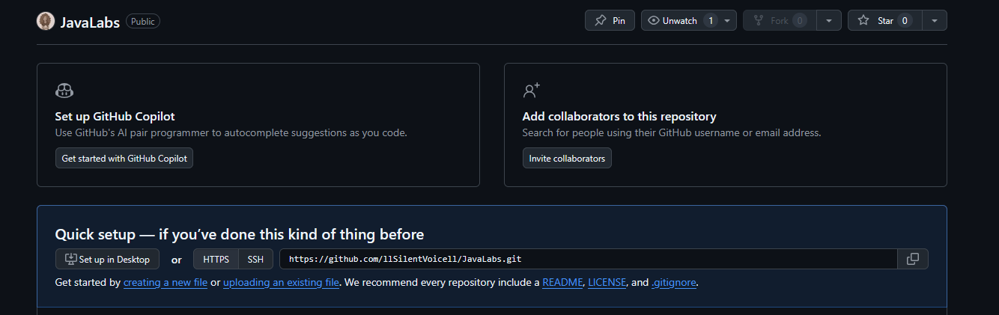 JavaLabs Public Pin Unwatch 1 Fork 0 Star 0
Set up GitHub Copilot
Use GitHub's AI pair programmer to autocomplete suggestions as you code.
Get started with GitHub Copilot
Add collaborators to this repository
Search for people using their GitHub username or email address.
Invite collaborators
Quick setup — if you’ve done this kind of thing before
Set up in Desktop or HTTPS SSH https://github.com/llSilentVoicell/JavaLabs.git
Get started by creating a new file or uploading an existing file. We recommend every repository include a README, LICENSE, and .gitignore.